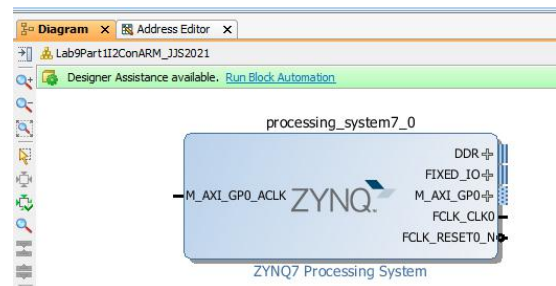 Diagram X Address Editor X
Lab9Part1I2ConARM_JJS2021
Designer Assistance available. Run Block Automation
processing_system7_0
DDR
FIXED_IO
M_AXI_GP0_ACLK ZYNQ M_AXI_GP0
FCLK_CLK0
FCLK_RESET0_N
ZYNQ7 Processing System